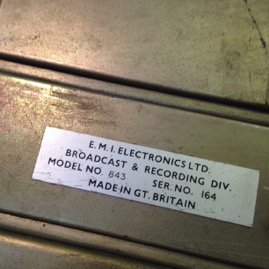 E.M.I. ELECTRONICS LTD.
BROADCAST & RECORDING DIV.
MODEL NO. 843 SER. NO. 164
MADE IN GT. BRITAIN